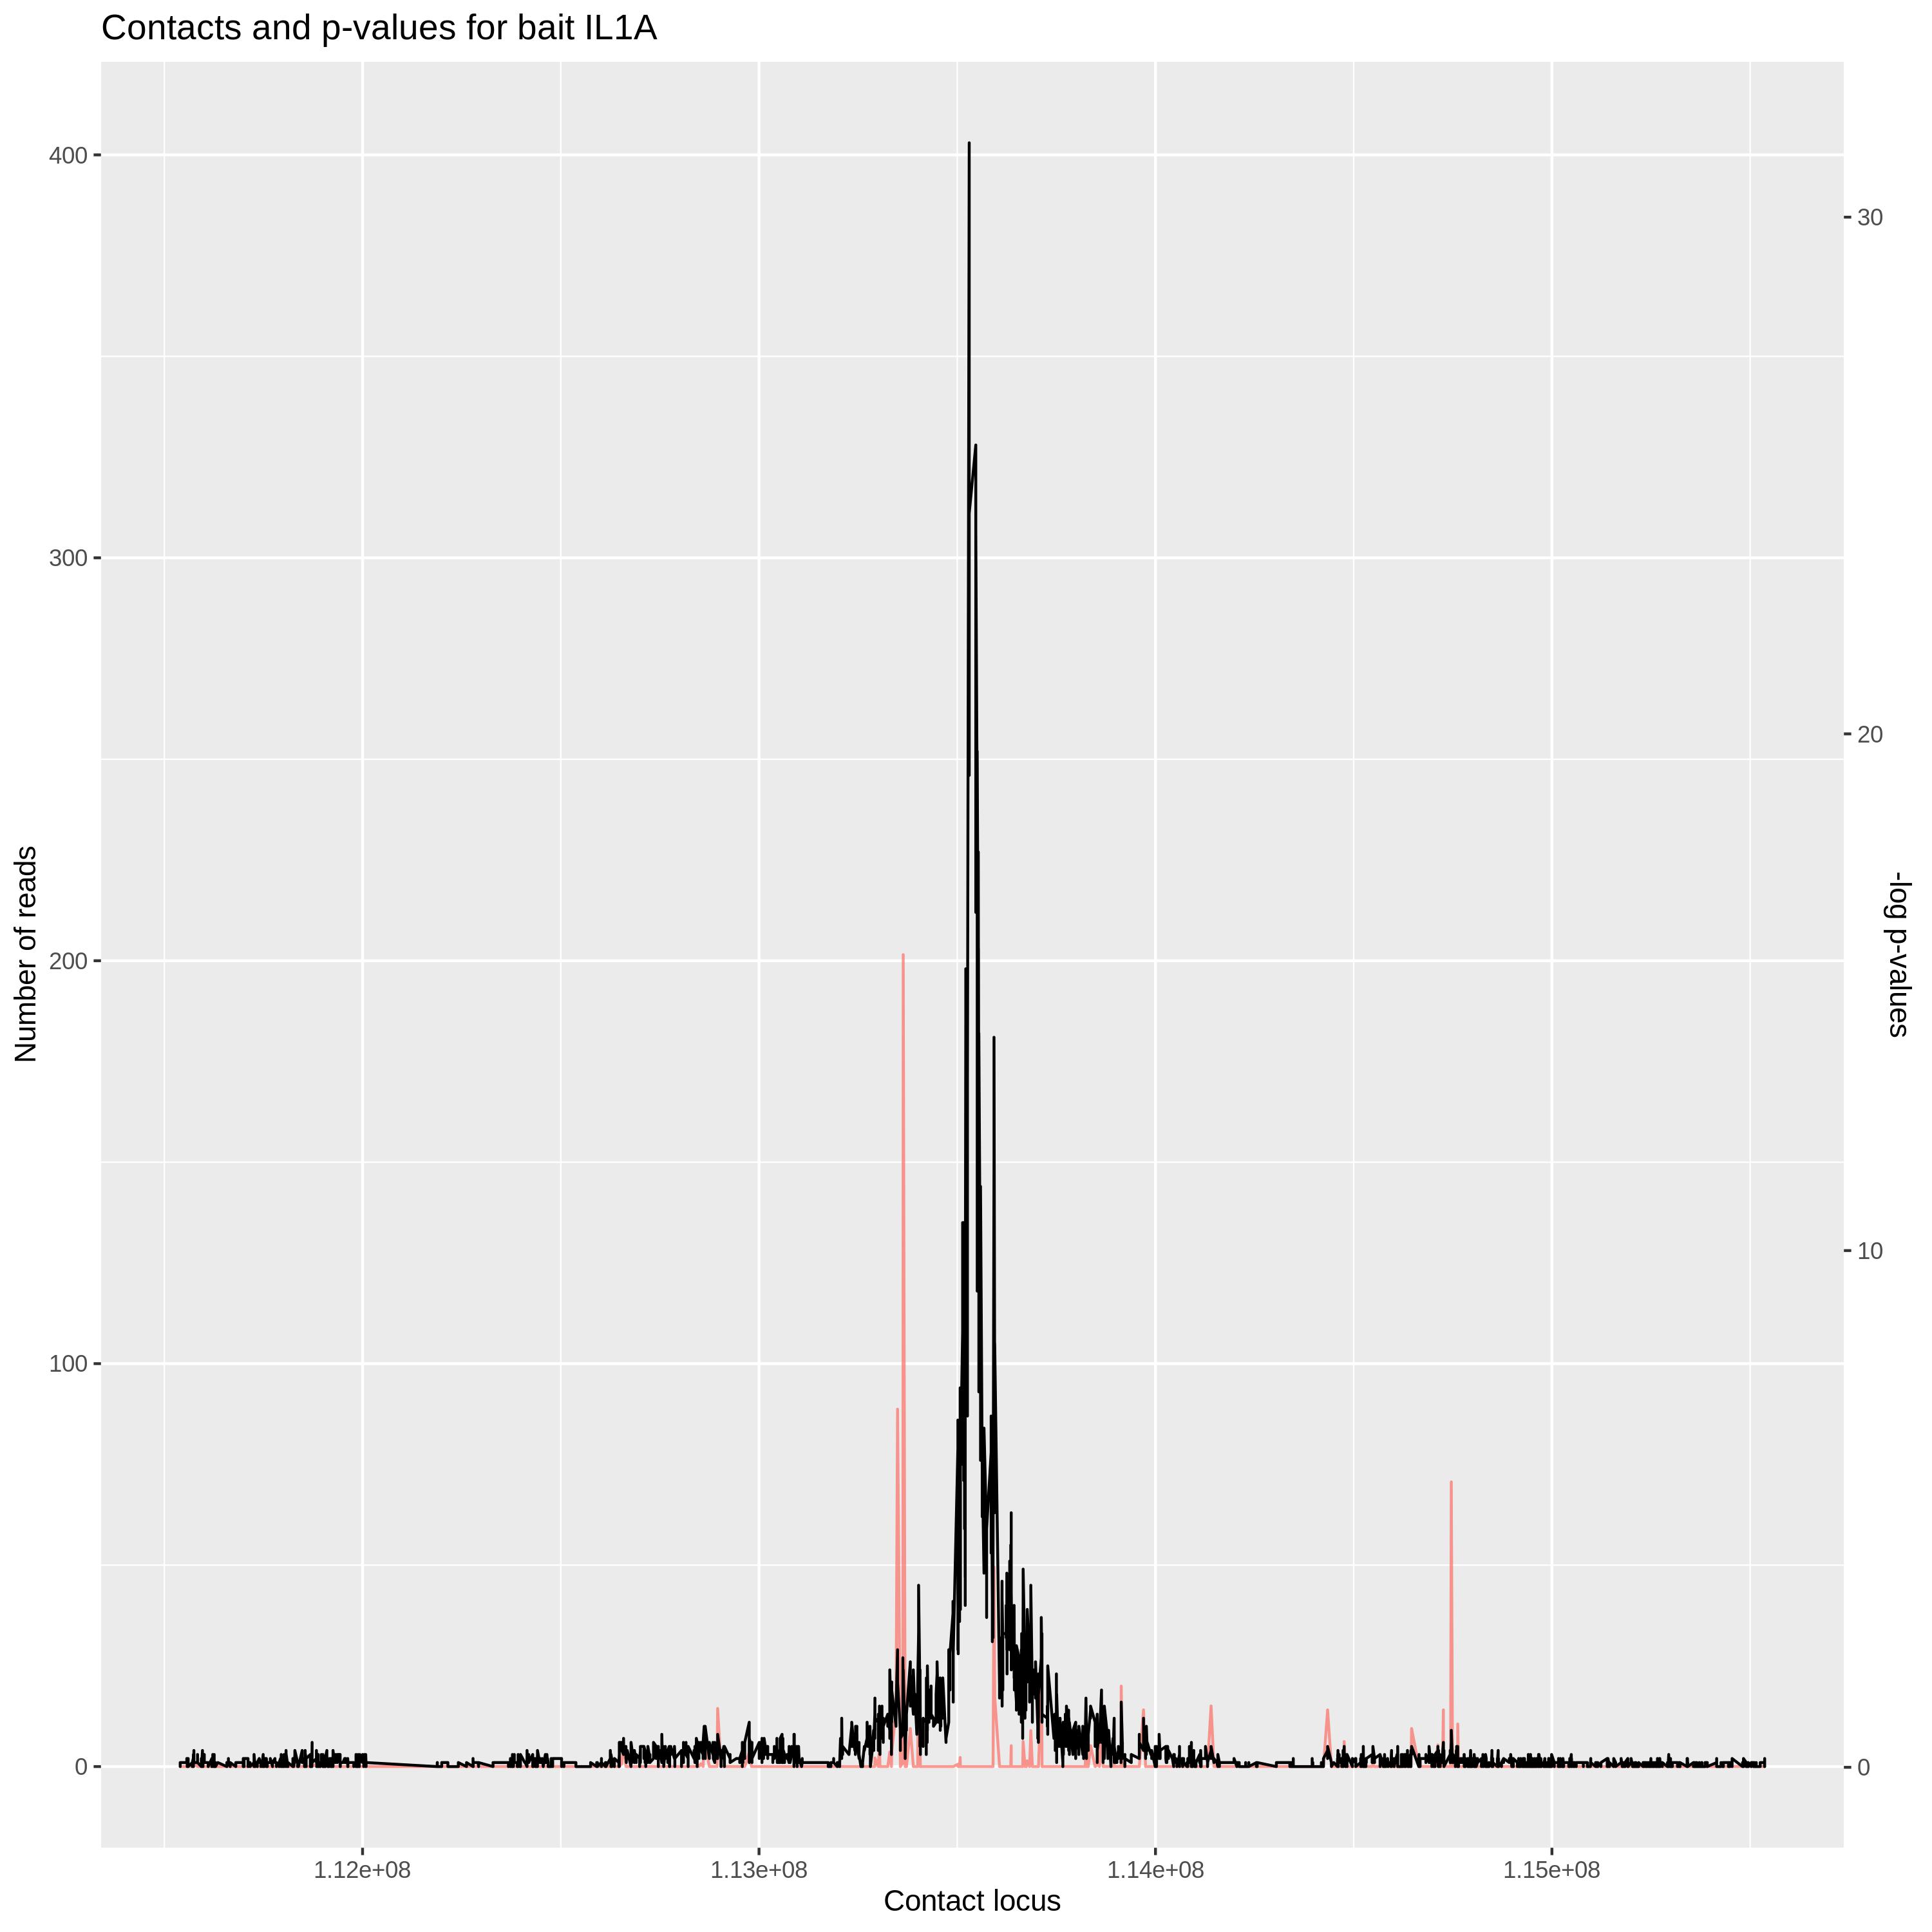 Contacts and p-values for bait IL1A
400
300
200
100
0
Number of reads
30
20
10
0
-log p-values
1.12e+08
1.13e+08
1.14e+08
1.15e+08
Contact locus